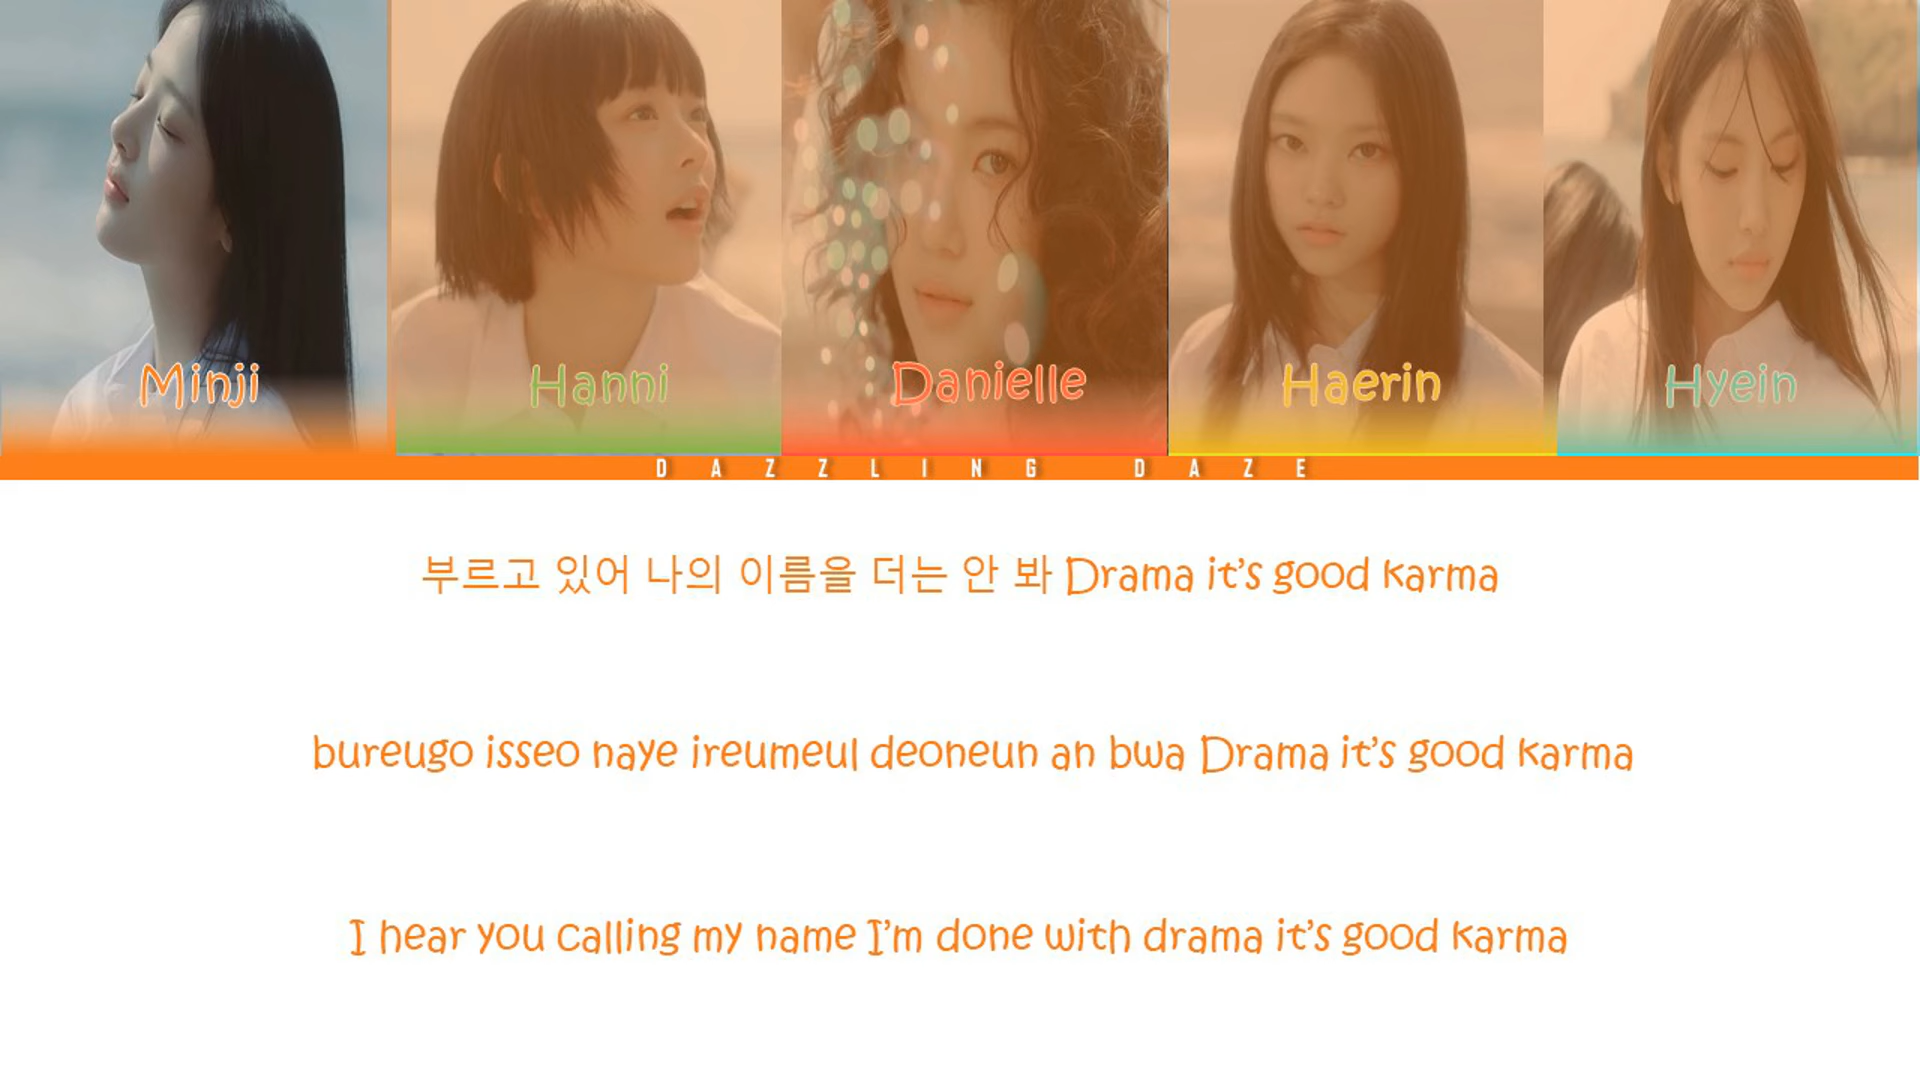 Minji
Hanni
Danielle
Haerin
Hyein
DAZZLING DAZE
부르고 있어 나의 이름을 더는 안 봐 Drama it's good karma
bureugo isseo naye ireumeul deoneun an bwa Drama it's good karma
I hear you calling my name I'm done with drama it's good karma